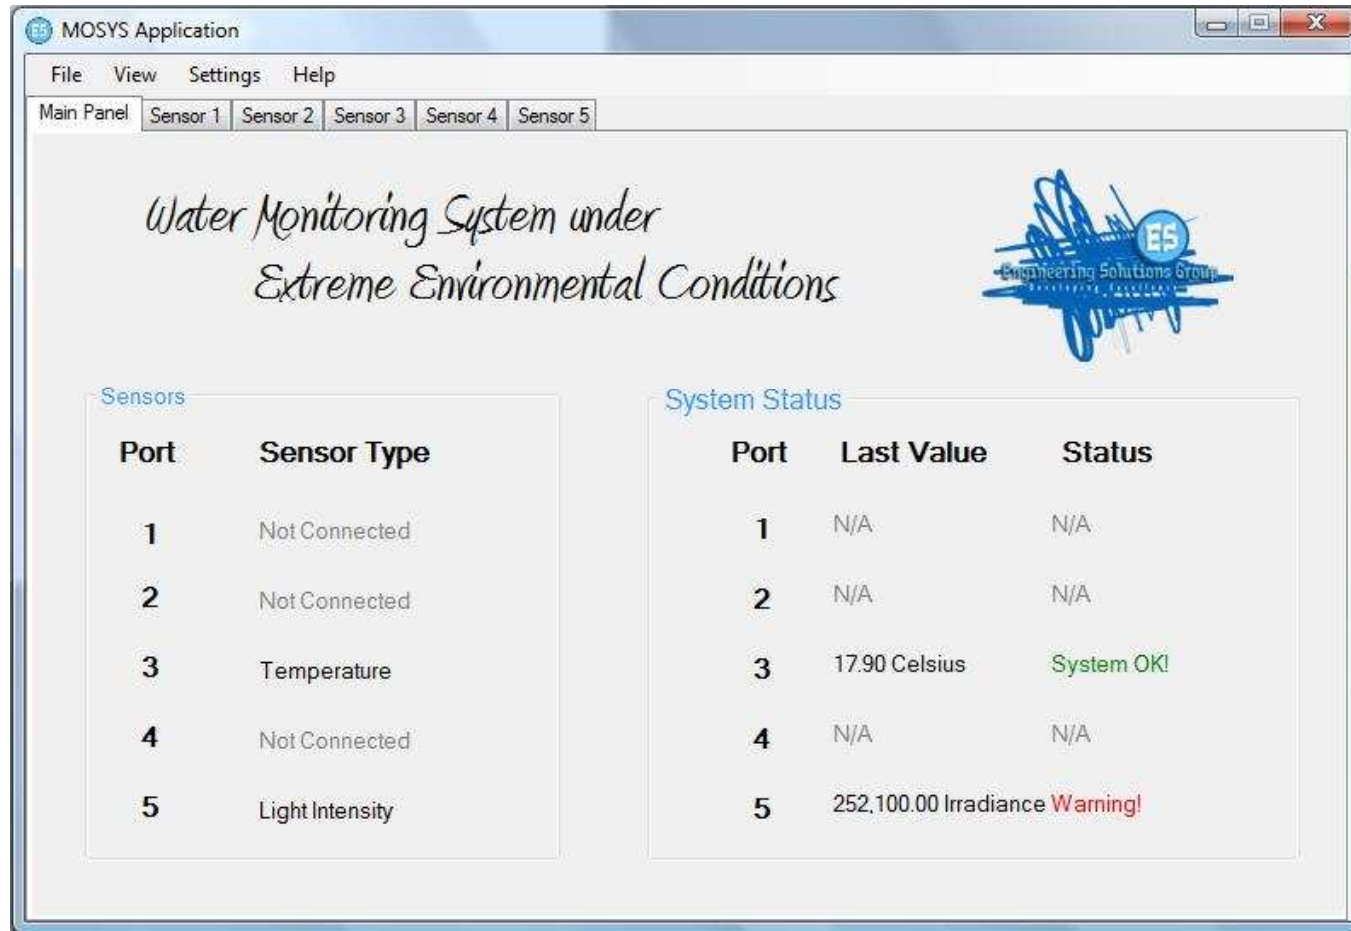 MOSYS Application
File View Settings Help
Main Panel Sensor 1 Sensor 2 Sensor 3 Sensor 4 Sensor 5
Water Monitoring System under
Extreme Environmental Conditions
ES
Engineering Solutions Group
Sensors
Port Sensor Type
1 Not Connected
2 Not Connected
3 Temperature
4 Not Connected
5 Light Intensity
System Status
Port Last Value Status
1 N/A N/A
2 N/A N/A
3 17.90 Celsius System OK!
4 N/A N/A
5 252,100.00 Irradiance Warning!